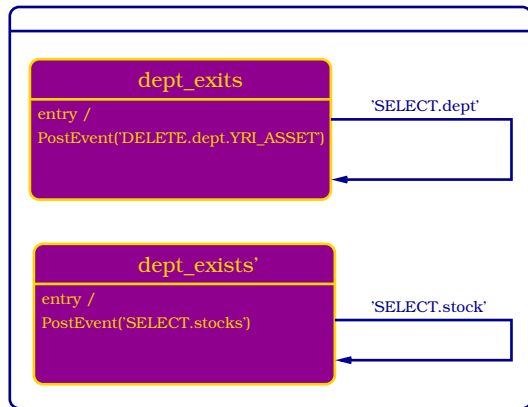 dept_exits
entry /
PostEvent('DELETE.dept.YRI_ASSET')
'SELECT.dept'
dept_exists'
entry /
PostEvent('SELECT.stocks')
'SELECT.stock'